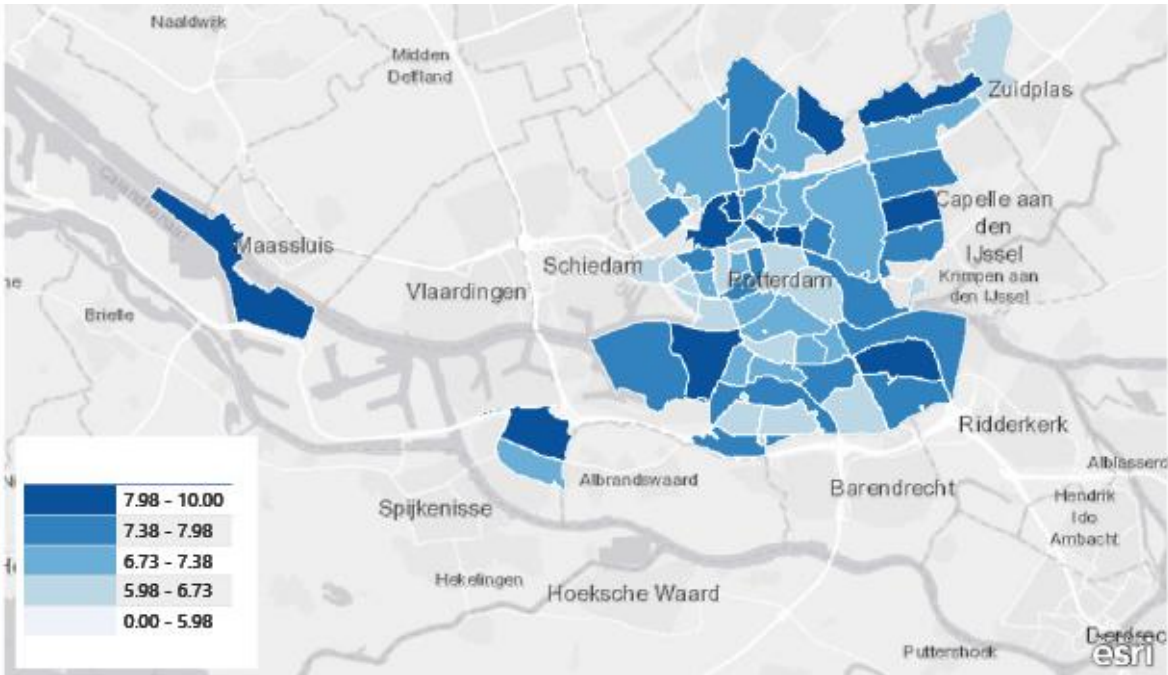 Naaldwijk
Midden
Delfland
Zuidplas
Capelle aan
den
IJssel
Krimpen aan
den IJssel
Maassluis
Schiedam
Rotterdam
Vlaardingen
Brielle
Ridderkerk
Albrandswaard
Barendrecht
Spijkenisse
Hendrik
Ido
Ambacht
Hekelingen
Hoeksche Waard
Puttershoek
esri
7.98 – 10.00
7.38 – 7.98
6.73 – 7.38
5.98 – 6.73
0.00 – 5.98